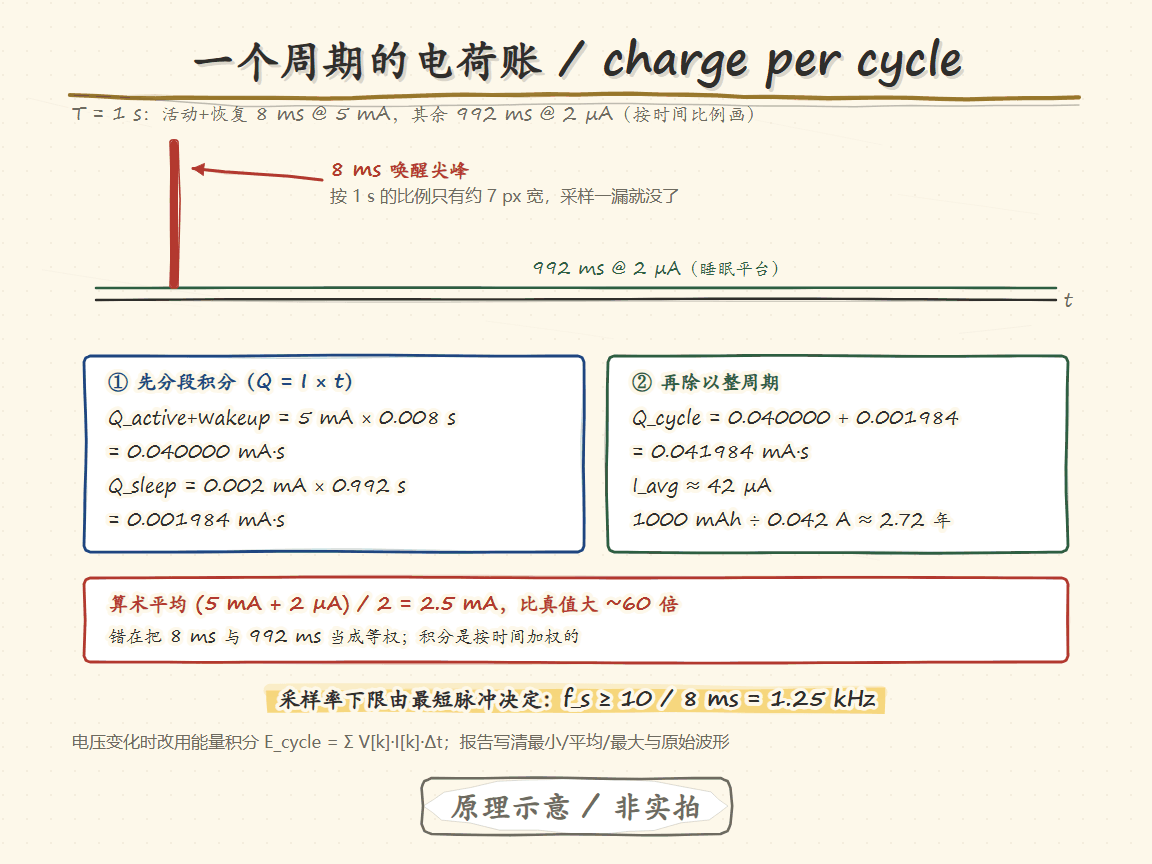 一个周期的电荷账 / charge per cycle
T = 1 s：活动+恢复 8 ms @ 5 mA，其余 992 ms @ 2 μA（按时间比例画）
8 ms 唤醒尖峰
按 1 s 的比例只有约 7 px 宽，采样一漏就没了
992 ms @ 2 μA（睡眠平台）
t
① 先分段积分（Q = I × t）
Q_active+wakeup = 5 mA × 0.008 s
= 0.040000 mA·s
Q_sleep = 0.002 mA × 0.992 s
= 0.001984 mA·s
② 再除以整周期
Q_cycle = 0.040000 + 0.001984
= 0.041984 mA·s
I_avg ≈ 42 μA
1000 mAh ÷ 0.042 A ≈ 2.72 年
算术平均 (5 mA + 2 μA) / 2 = 2.5 mA，比真值大 ~60 倍
错在把 8 ms 与 992 ms 当成等权；积分是按时间加权的
采样率下限由最短脉冲决定：f_s ≥ 10 / 8 ms = 1.25 kHz
电压变化时改用能量积分 E_cycle = Σ V[k]·I[k]·Δt；报告写清最小/平均/最大与原始波形
原理示意 / 非实拍